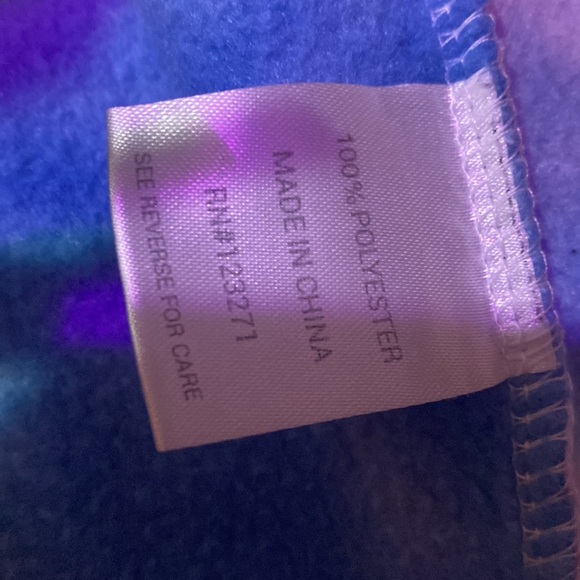 100% POLYESTER
MADE IN CHINA
RN#123271
SEE REVERSE FOR CARE